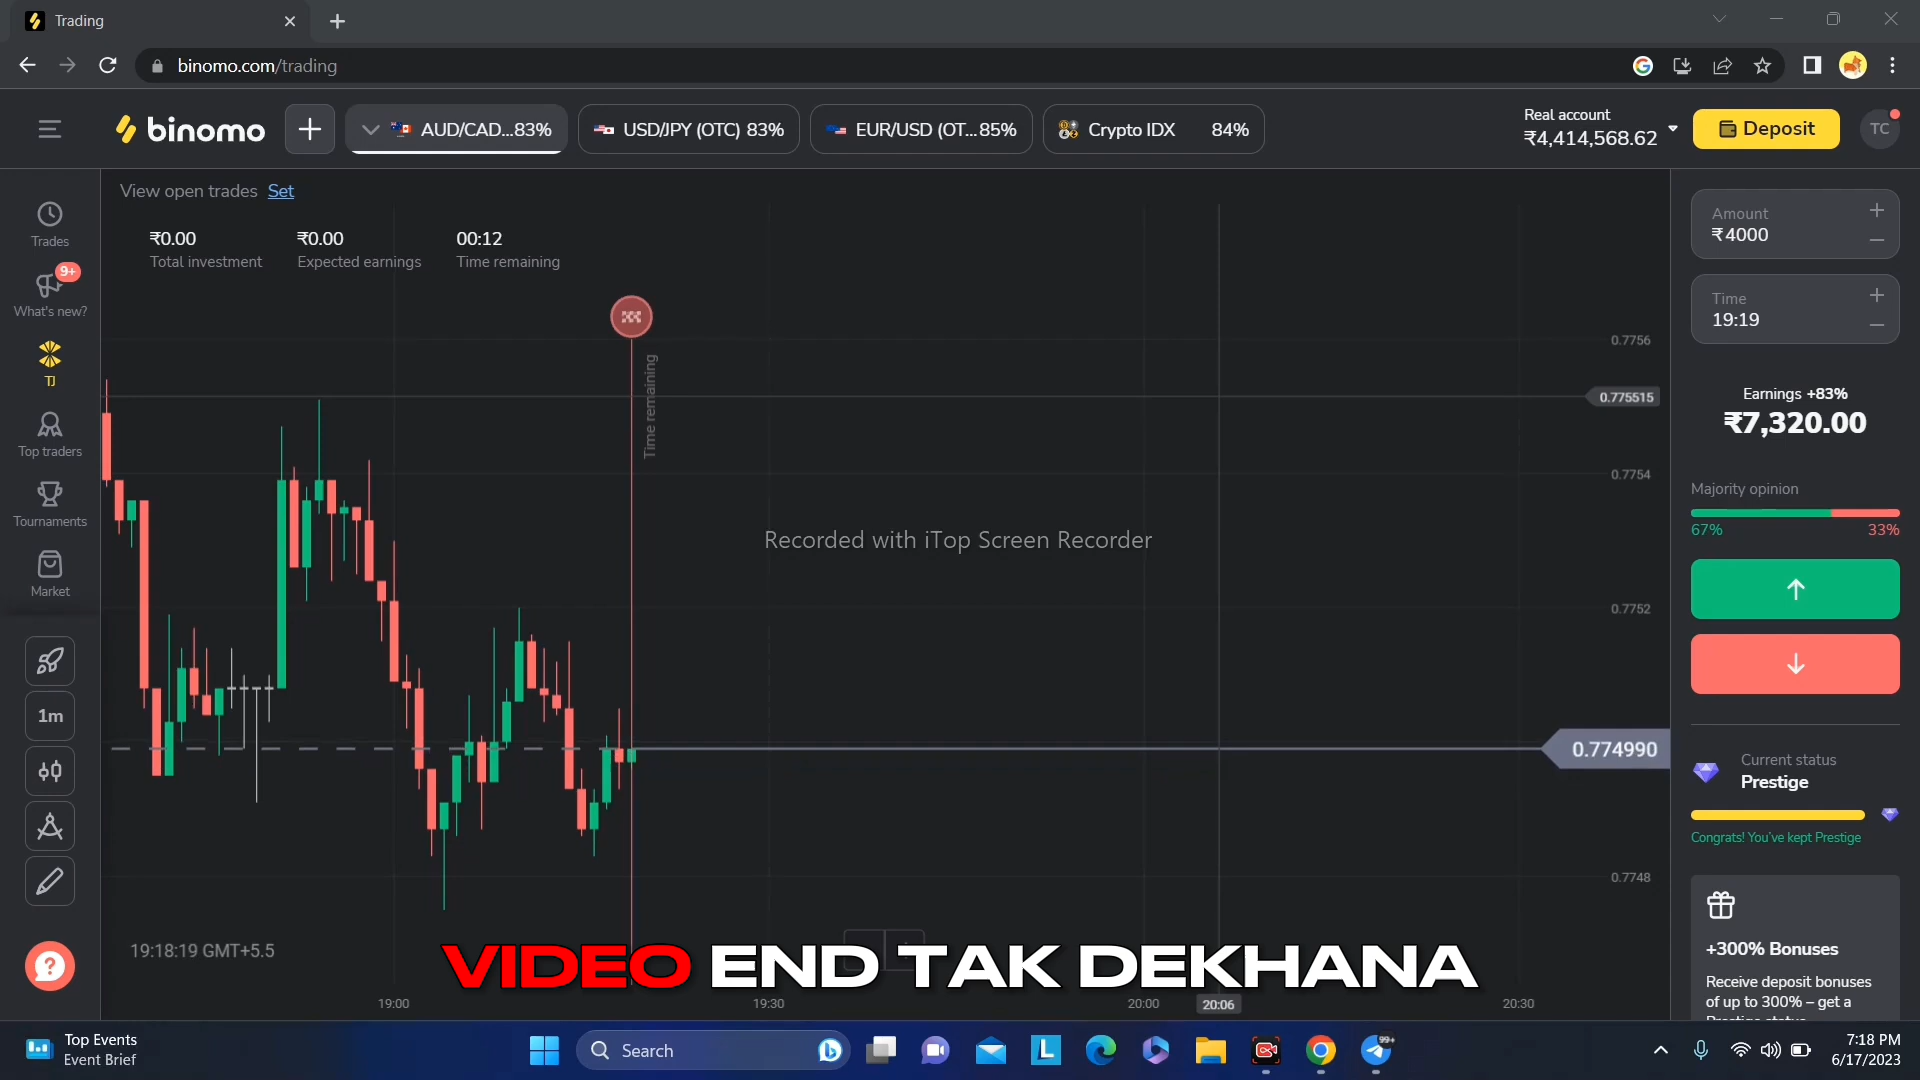 Trading
binomo.com/trading
binomo
AUD/CAD...83%
USD/JPY (OTC) 83%
EUR/USD (OT...85%
Crypto IDX 84%
Real account
₹4,414,568.62
Deposit
TC
View open trades Set
₹0.00 ₹0.00 00:12
Total investment Expected earnings Time remaining
Trades
9+
What's new?
TJ
Top traders
Tournaments
Market
1m
Time remaining
0.7756
0.775515
0.7754
0.7752
0.774990
0.7748
Recorded with iTop Screen Recorder
Amount
₹4000
Time
19:19
Earnings +83%
₹7,320.00
Majority opinion
67% 33%
Current status
Prestige
Congrats! You've kept Prestige
+300% Bonuses
Receive deposit bonuses
of up to 300% – get a
19:18:19 GMT+5.5
VIDEO END TAK DEKHANA
19:00 19:30 20:00 20:06 20:30
Top Events
Event Brief
Search
L
99+
7:18 PM
6/17/2023